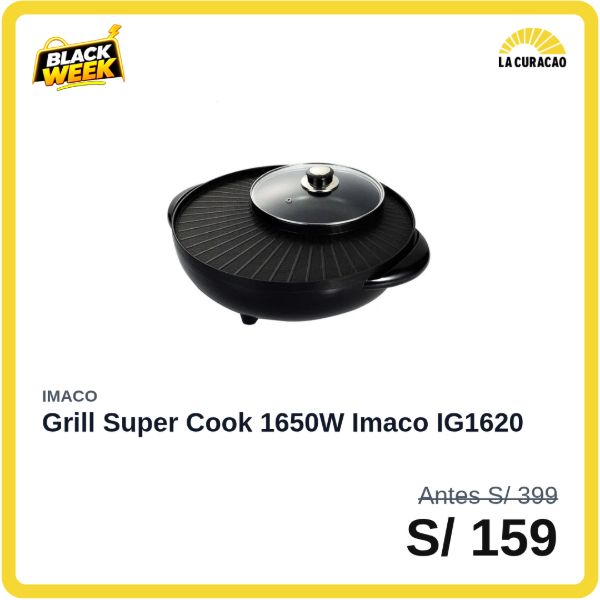 BLACK
WEEK
LA CURACAO
IMACO
Grill Super Cook 1650W Imaco IG1620
Antes S/ 399
S/ 159